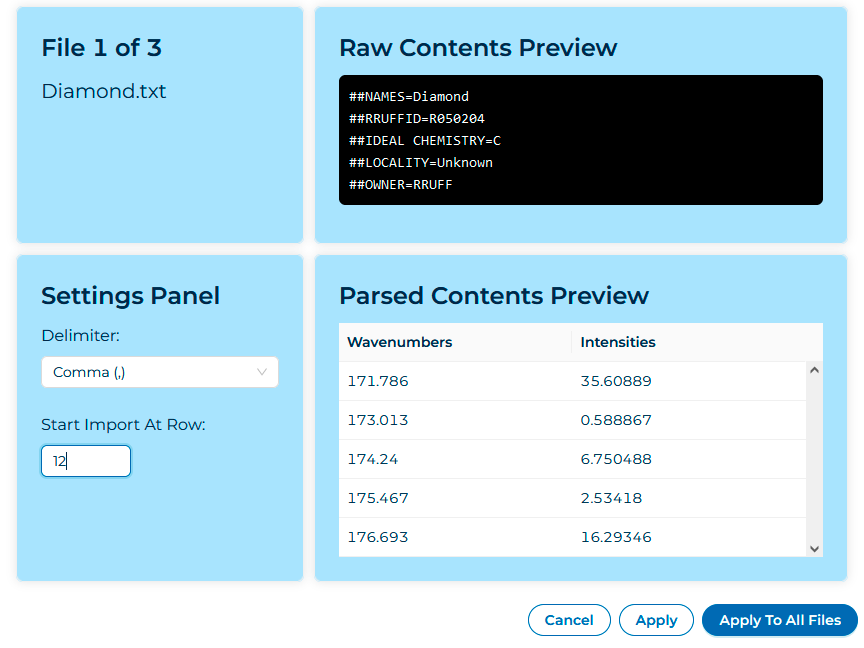 File 1 of 3
Diamond.txt
Raw Contents Preview
##NAMES=Diamond
##RRUFFID=R050204
##IDEAL CHEMISTRY=C
##LOCALITY=Unknown
##OWNER=RRUFF
Settings Panel
Delimiter:
Comma (,)
Start Import At Row:
12
Parsed Contents Preview
Wavenumbers Intensities
171.786 35.60889
173.013 0.588867
174.24 6.750488
175.467 2.53418
176.693 16.29346
Cancel Apply Apply To All Files